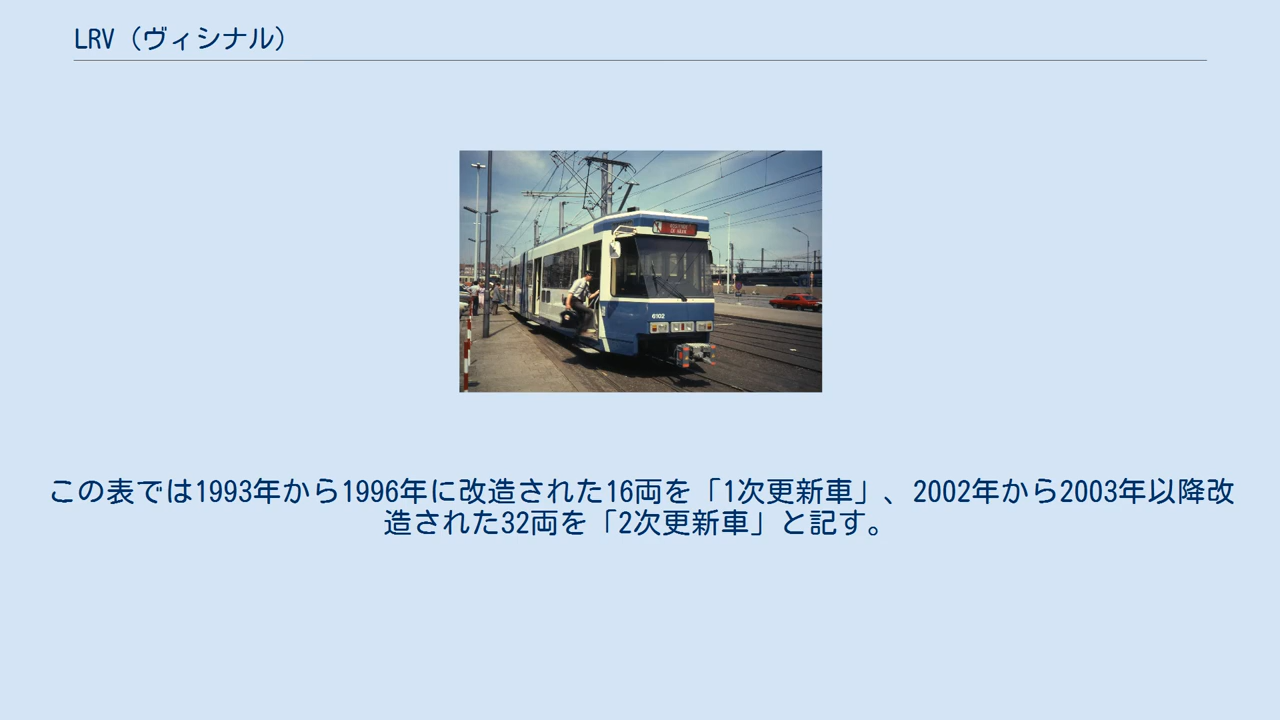 LRV（ヴィシナル）
6102
この表では1993年から1996年に改造された16両を「1次更新車」、2002年から2003年以降改
造された32両を「2次更新車」と記す。